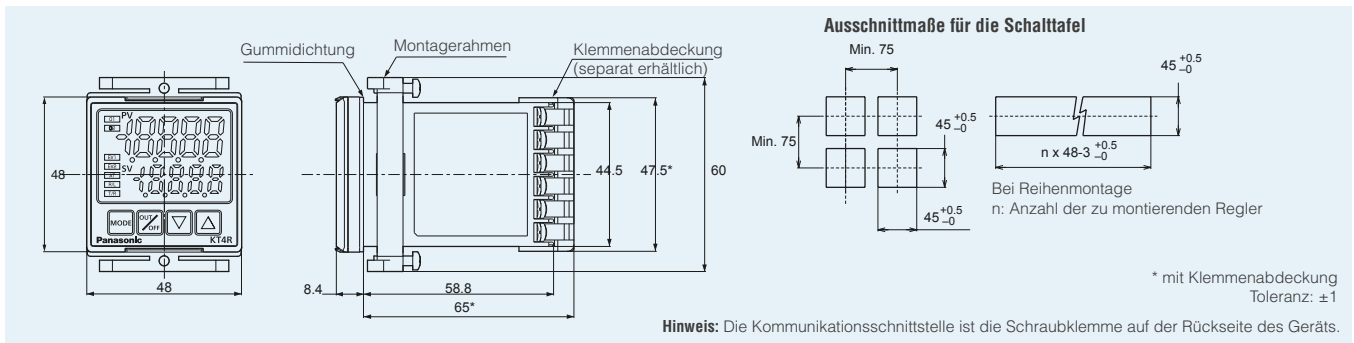 Ausschnittmaße für die Schalttafel
Gummidichtung
Montagerahmen
Klemmenabdeckung
(separat erhältlich)
Min. 75
45 +0.5 –0
PV
SV
MODE
OUT/OFF
Panasonic
KT4R
48
48
8.4
58.8
65*
44.5
47.5*
60
Min. 75
45 +0.5 –0
45 +0.5 –0
n x 48-3 +0.5 –0
Bei Reihenmontage
n: Anzahl der zu montierenden Regler
* mit Klemmenabdeckung
Toleranz: ±1
Hinweis: Die Kommunikationsschnittstelle ist die Schraubklemme auf der Rückseite des Geräts.